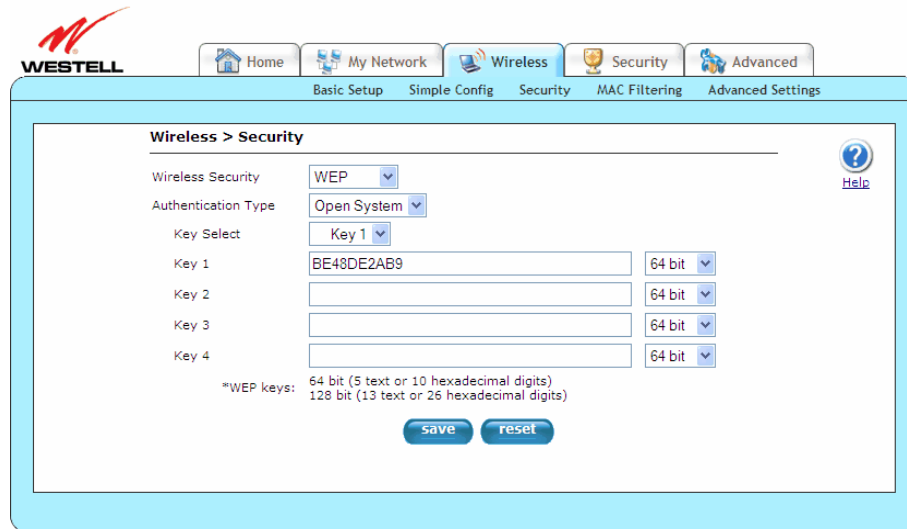 WESTELL
Home My Network Wireless Security Advanced
Basic Setup Simple Config Security MAC Filtering Advanced Settings
Wireless > Security
Help
Wireless Security WEP
Authentication Type Open System
Key Select Key 1
Key 1 BE48DE2AB9 64 bit
Key 2 64 bit
Key 3 64 bit
Key 4 64 bit
*WEP keys: 64 bit (5 text or 10 hexadecimal digits)
128 bit (13 text or 26 hexadecimal digits)
save reset